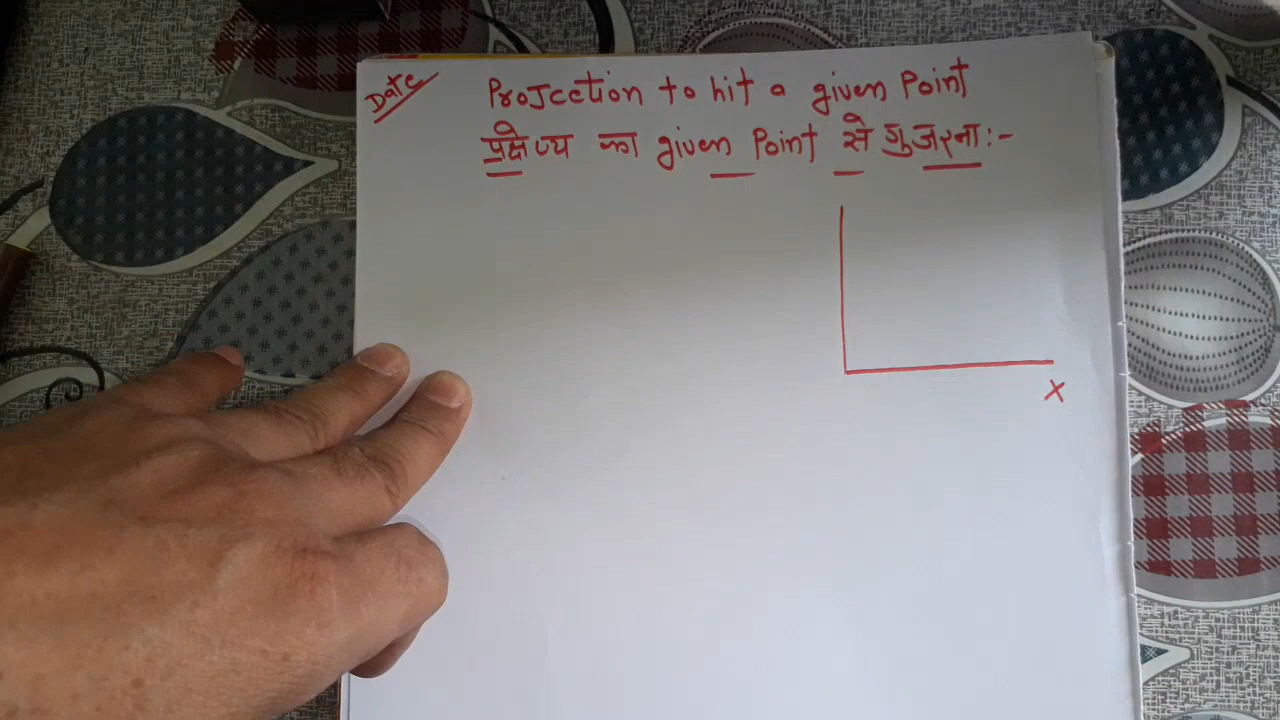 Date
Projection to hit a given Point
प्रक्षेप्य का given Point से गुजरना:-
X